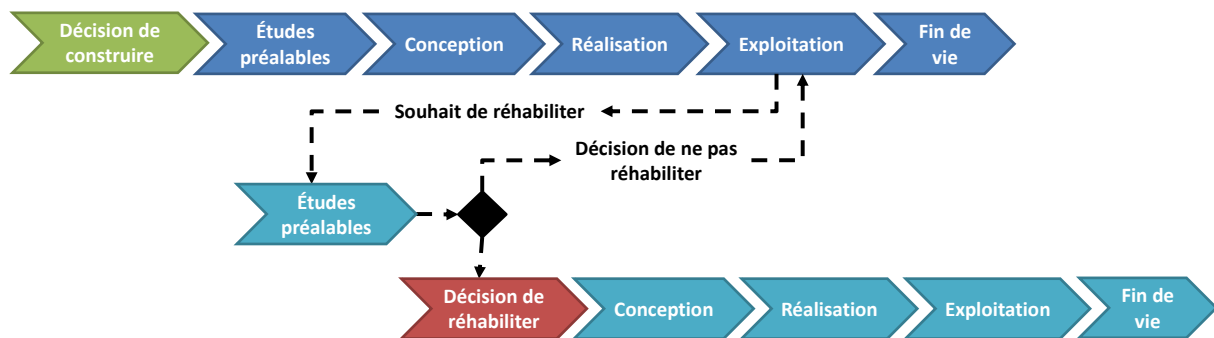 Décision de
construire
Études
préalables
Conception
Réalisation
Exploitation
Fin de
vie
Souhait de réhabiliter
Décision de ne pas
réhabiliter
Études
préalables
Décision de
réhabiliter
Conception
Réalisation
Exploitation
Fin de
vie